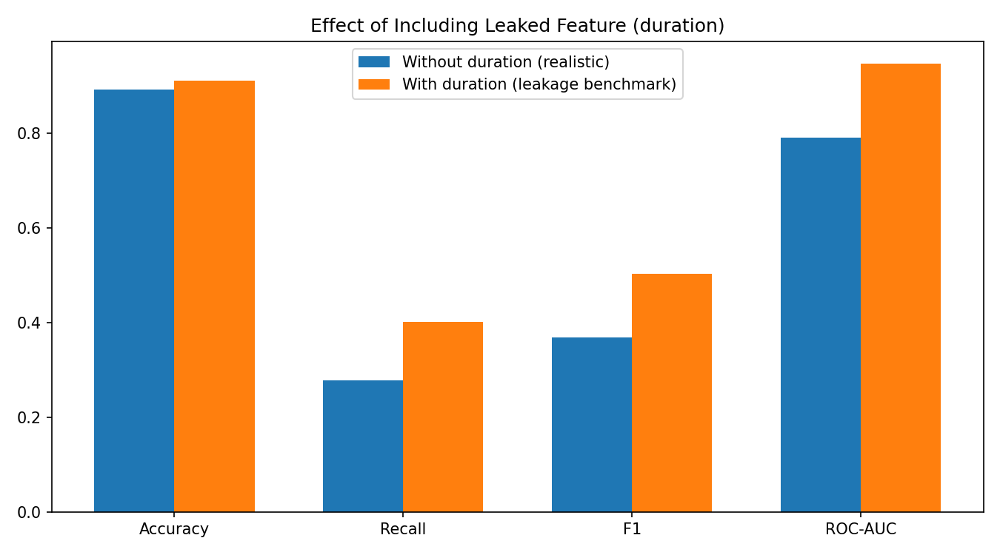 Effect of Including Leaked Feature (duration)
Without duration (realistic)
With duration (leakage benchmark)
0.8
0.6
0.4
0.2
0.0
Accuracy
Recall
F1
ROC-AUC